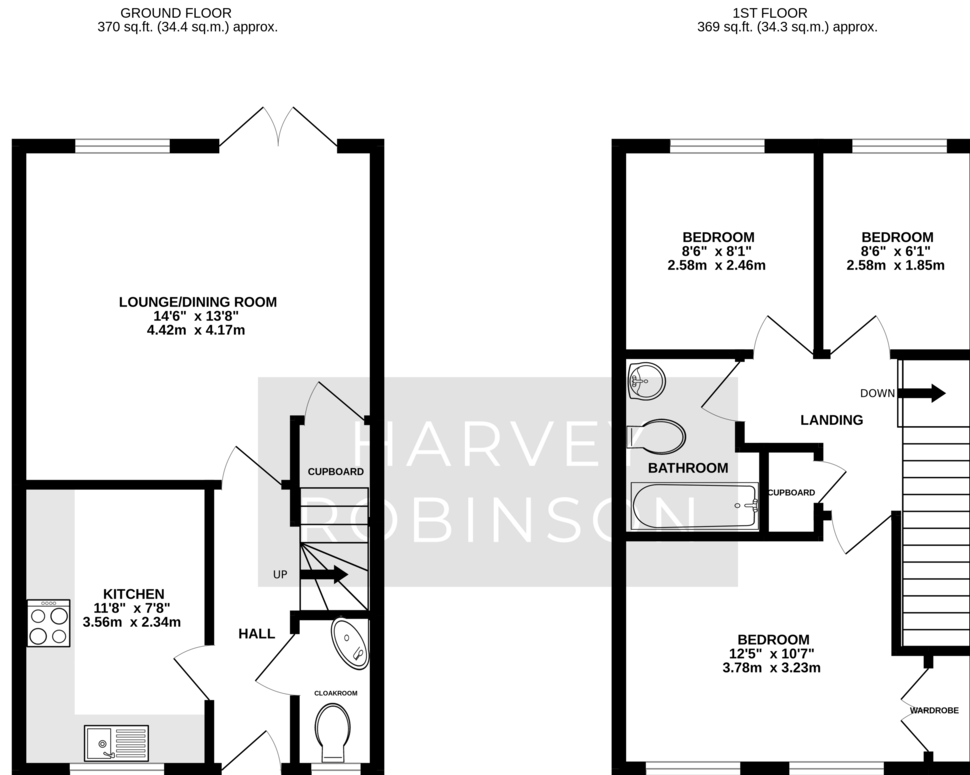 GROUND FLOOR
370 sq.ft. (34.4 sq.m.) approx.
LOUNGE/DINING ROOM
14'6" x 13'8"
4.42m x 4.17m
CUPBOARD
KITCHEN
11'8" x 7'8"
3.56m x 2.34m
UP
HALL
CLOAKROOM
1ST FLOOR
369 sq.ft. (34.3 sq.m.) approx.
BEDROOM
8'6" x 8'1"
2.58m x 2.46m
BEDROOM
8'6" x 6'1"
2.58m x 1.85m
DOWN
LANDING
BATHROOM
CUPBOARD
BEDROOM
12'5" x 10'7"
3.78m x 3.23m
WARDROBE
HARVEY
ROBINSON